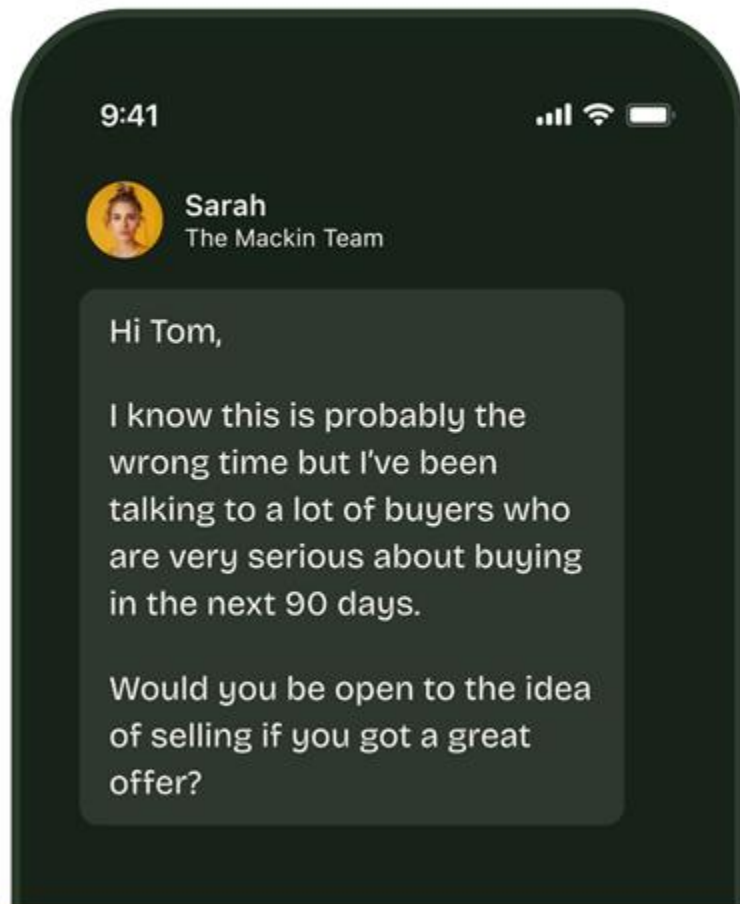 9:41
Sarah
The Mackin Team
Hi Tom,
I know this is probably the
wrong time but I’ve been
talking to a lot of buyers who
are very serious about buying
in the next 90 days.
Would you be open to the idea
of selling if you got a great
offer?